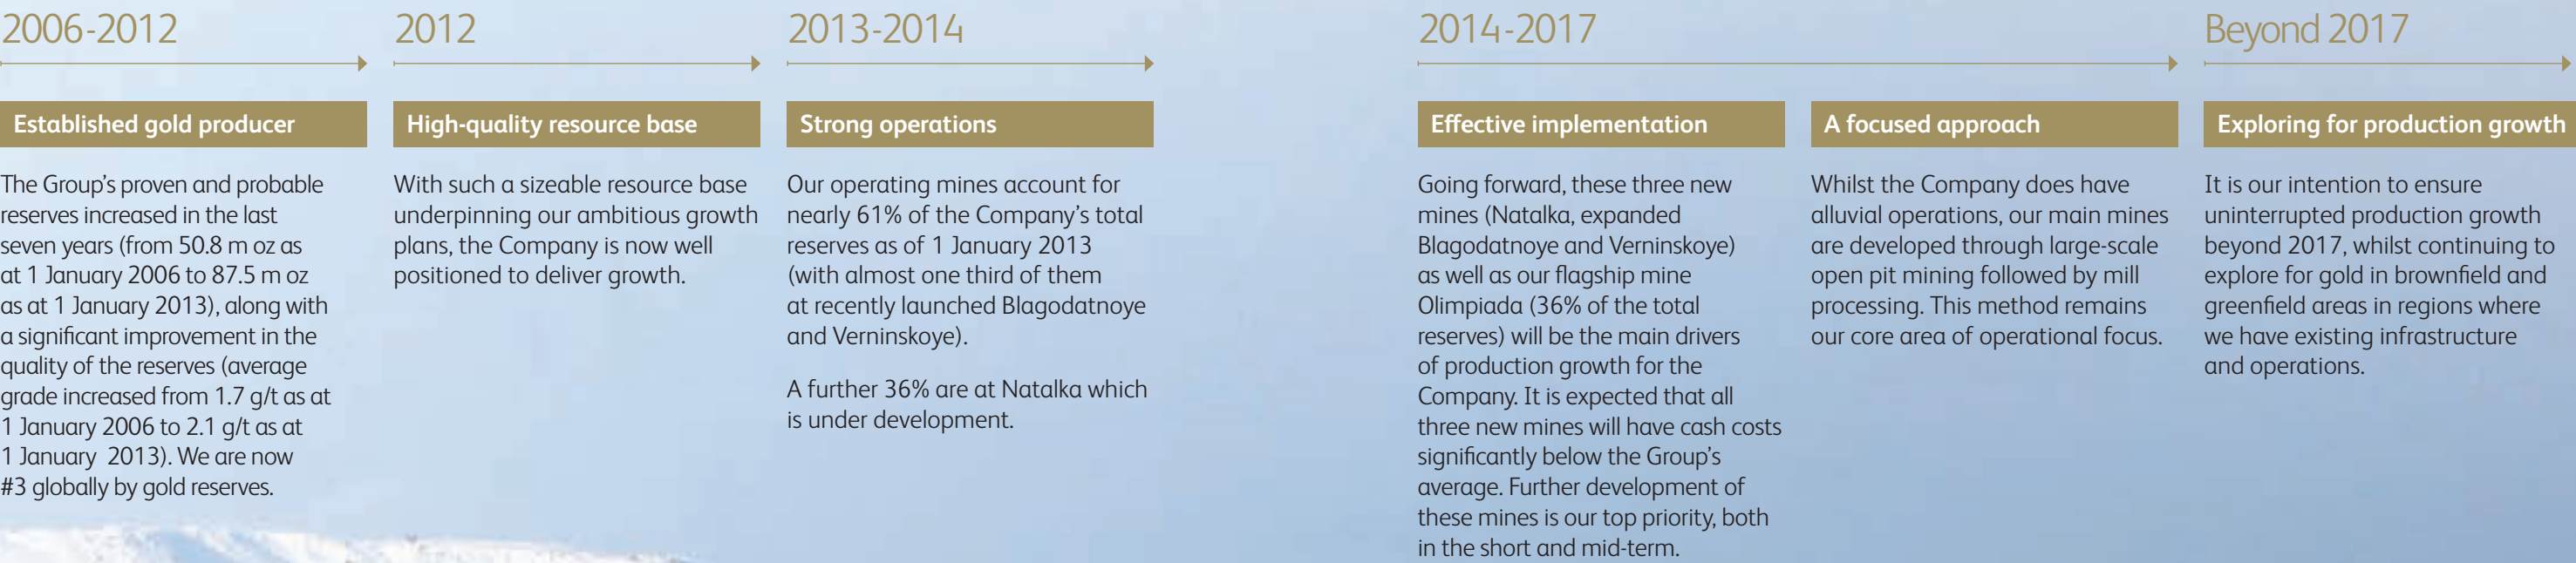 2006-2012
Established gold producer
The Group's proven and probable
reserves increased in the last
seven years (from 50.8 m oz as
at 1 January 2006 to 87.5 m oz
as at 1 January 2013), along with
a significant improvement in the
quality of the reserves (average
grade increased from 1.7 g/t as at
1 January 2006 to 2.1 g/t as at
1 January  2013). We are now
#3 globally by gold reserves.
2012
High-quality resource base
With such a sizeable resource base
underpinning our ambitious growth
plans, the Company is now well
positioned to deliver growth.
2013-2014
Strong operations
Our operating mines account for
nearly 61% of the Company's total
reserves as of 1 January 2013
(with almost one third of them
at recently launched Blagodatnoye
and Verninskoye).
A further 36% are at Natalka which
is under development.
2014-2017
Effective implementation
Going forward, these three new
mines (Natalka, expanded
Blagodatnoye and Verninskoye)
as well as our flagship mine
Olimpiada (36% of the total
reserves) will be the main drivers
of production growth for the
Company. It is expected that all
three new mines will have cash costs
significantly below the Group's
average. Further development of
these mines is our top priority, both
in the short and mid-term.
A focused approach
Whilst the Company does have
alluvial operations, our main mines
are developed through large-scale
open pit mining followed by mill
processing. This method remains
our core area of operational focus.
Beyond 2017
Exploring for production growth
It is our intention to ensure
uninterrupted production growth
beyond 2017, whilst continuing to
explore for gold in brownfield and
greenfield areas in regions where
we have existing infrastructure
and operations.